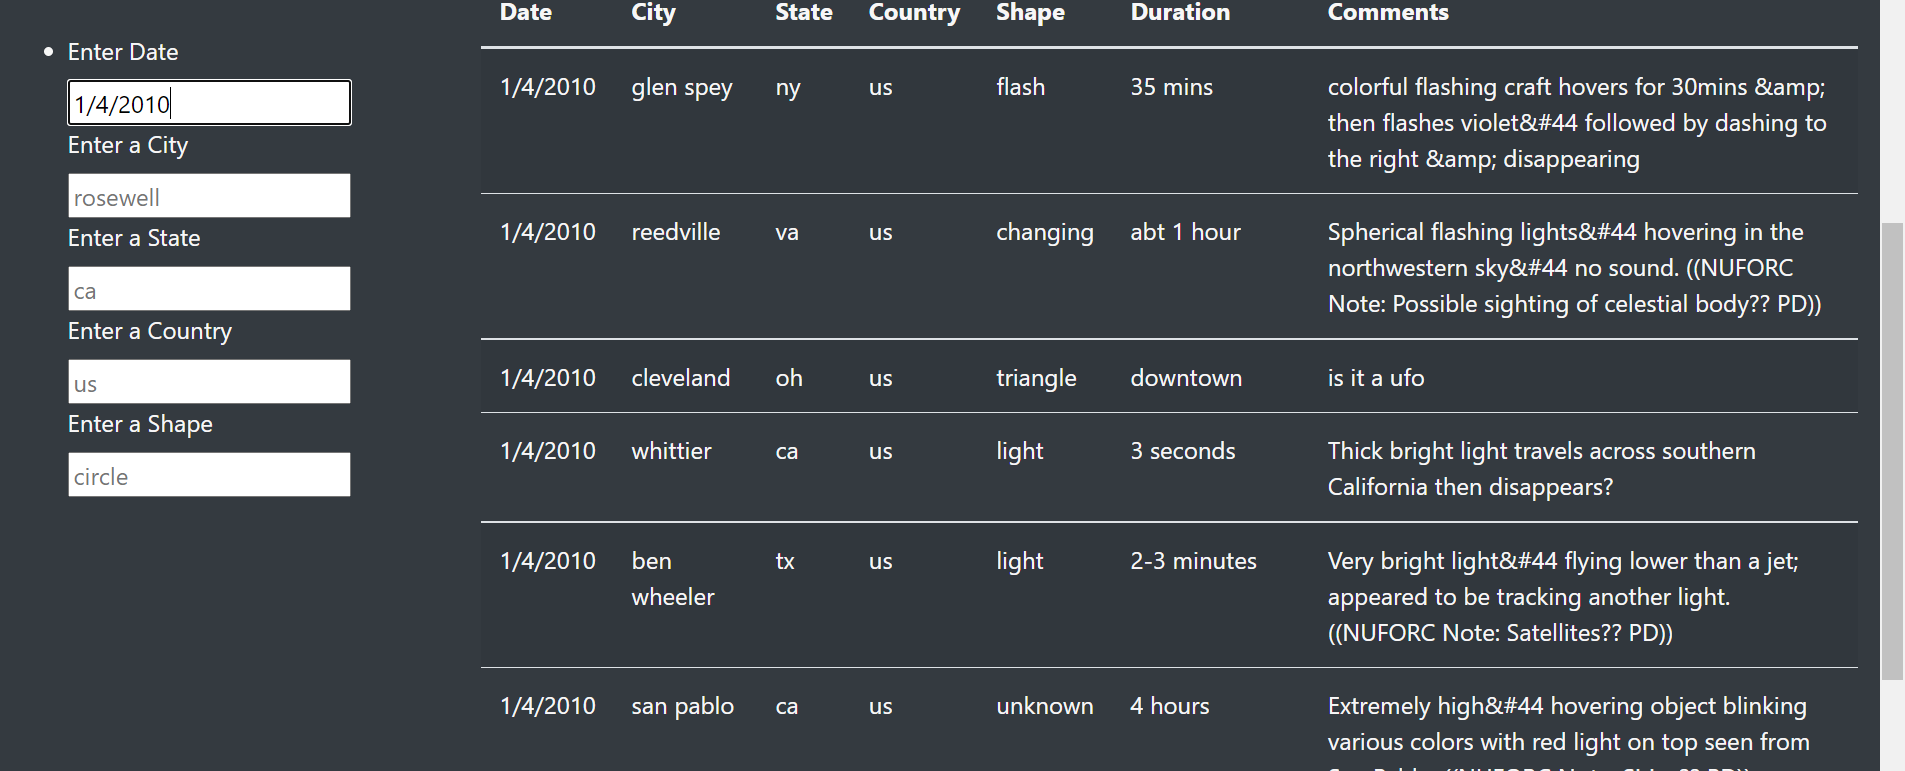 Enter Date
1/4/2010
Enter a City
rosewell
Enter a State
ca
Enter a Country
us
Enter a Shape
circle
Date City State Country Shape Duration Comments
1/4/2010 glen spey ny us flash 35 mins colorful flashing craft hovers for 30mins &amp;
then flashes violet&#44 followed by dashing to
the right &amp; disappearing
1/4/2010 reedville va us changing abt 1 hour Spherical flashing lights&#44 hovering in the
northwestern sky&#44 no sound. ((NUFORC
Note: Possible sighting of celestial body?? PD))
1/4/2010 cleveland oh us triangle downtown is it a ufo
1/4/2010 whittier ca us light 3 seconds Thick bright light travels across southern
California then disappears?
1/4/2010 ben tx us light 2-3 minutes Very bright light&#44 flying lower than a jet;
wheeler appeared to be tracking another light.
((NUFORC Note: Satellites?? PD))
1/4/2010 san pablo ca us unknown 4 hours Extremely high&#44 hovering object blinking
various colors with red light on top seen from